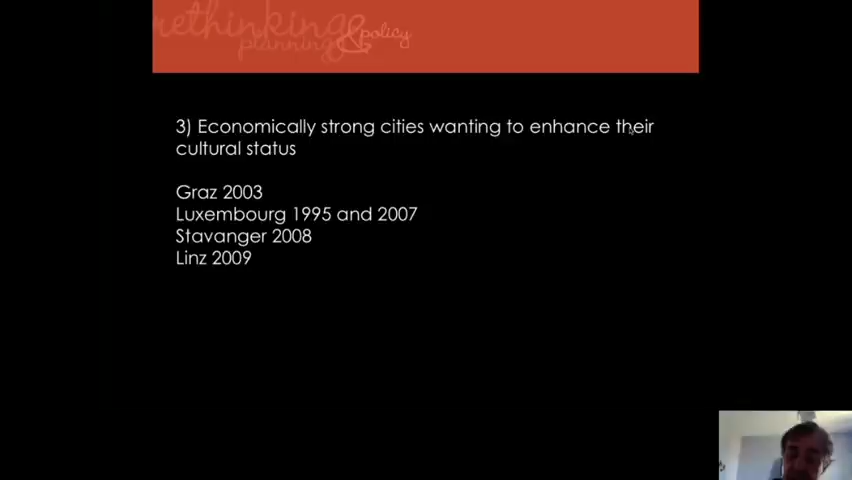 rethinking
planning & policy
3) Economically strong cities wanting to enhance their
cultural status
Graz 2003
Luxembourg 1995 and 2007
Stavanger 2008
Linz 2009